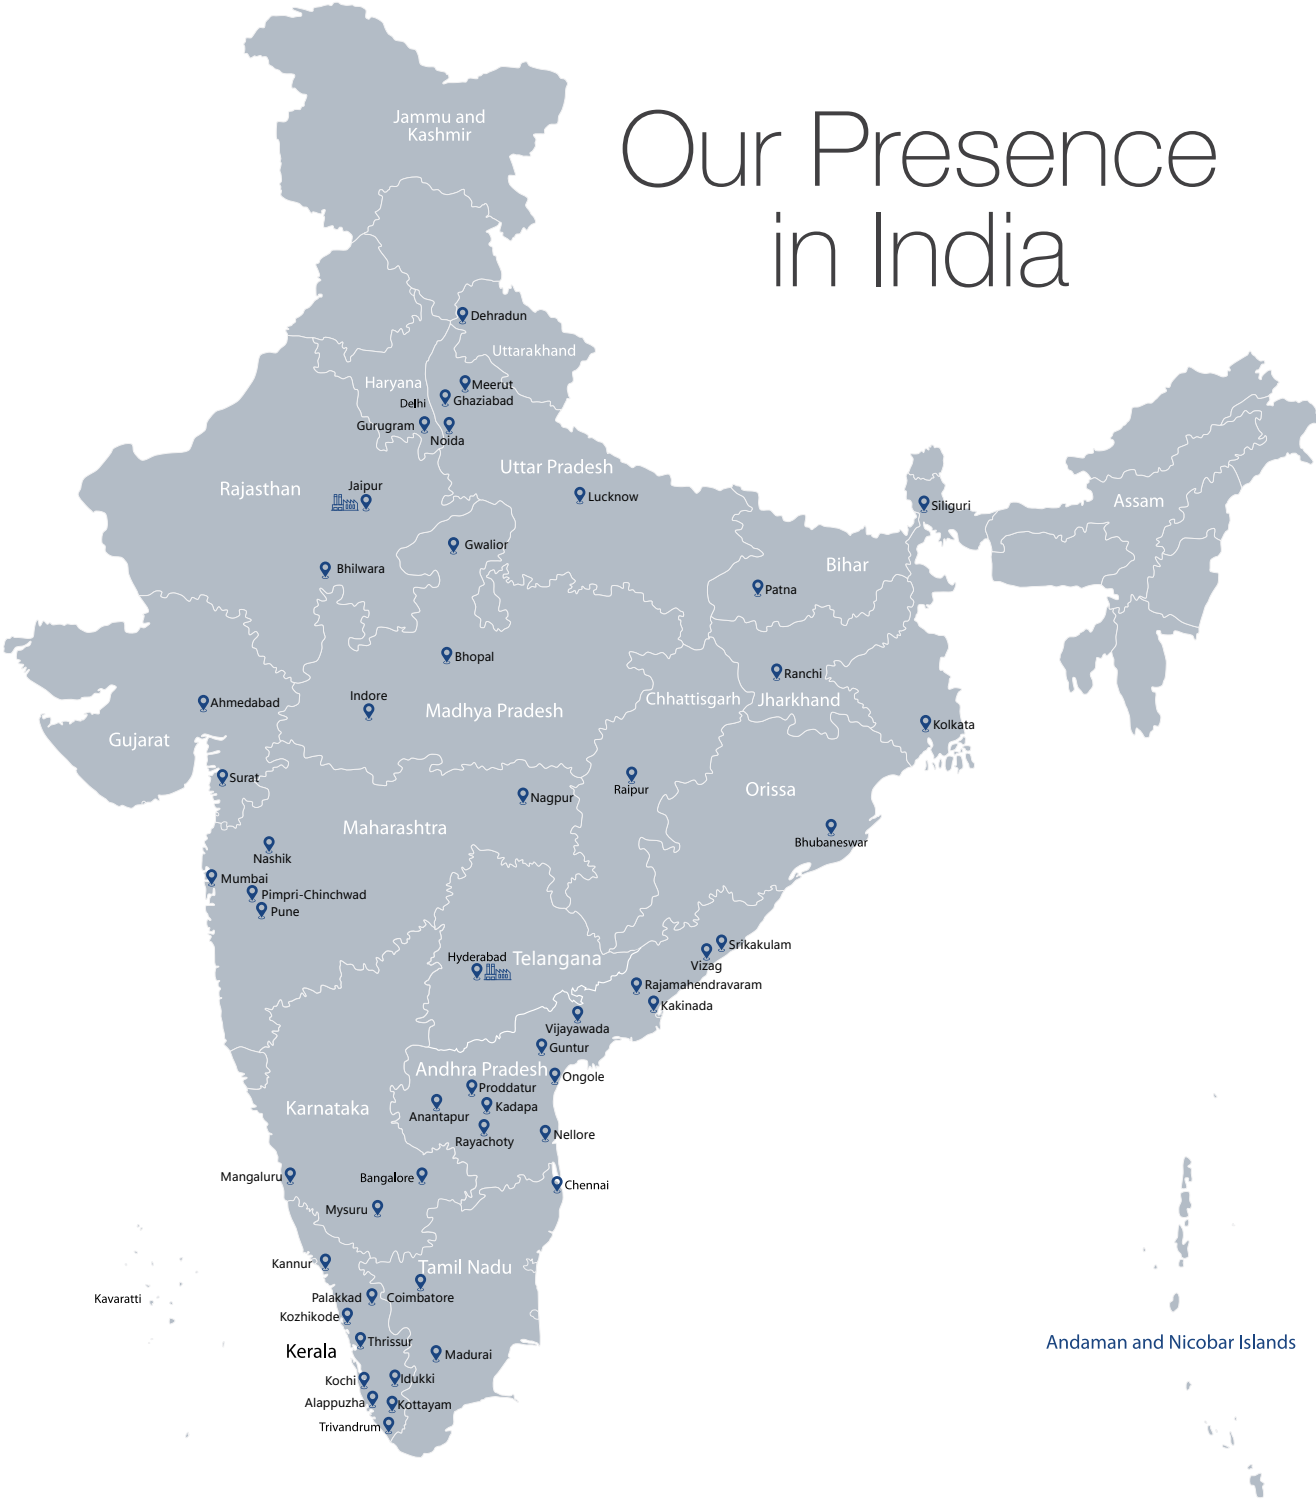 Our Presence
in India
Jammu and
Kashmir
Dehradun
Uttarakhand
Haryana
Meerut
Delhi
Ghaziabad
Gurugram
Noida
Uttar Pradesh
Rajasthan
Jaipur
Lucknow
Siliguri
Assam
Gwalior
Bhilwara
Bihar
Patna
Bhopal
Ranchi
Ahmedabad
Indore
Madhya Pradesh
Chhattisgarh
Jharkhand
Kolkata
Gujarat
Surat
Nagpur
Raipur
Orissa
Maharashtra
Bhubaneswar
Nashik
Mumbai
Pimpri-Chinchwad
Pune
Hyderabad
Telangana
Srikakulam
Vizag
Rajamahendravaram
Kakinada
Vijayawada
Guntur
Andhra Pradesh
Ongole
Proddatur
Kadapa
Anantapur
Karnataka
Rayachoty
Nellore
Mangaluru
Bangalore
Chennai
Mysuru
Kannur
Tamil Nadu
Kavaratti
Palakkad
Coimbatore
Kozhikode
Thrissur
Kerala
Madurai
Andaman and Nicobar Islands
Kochi
Idukki
Alappuzha
Kottayam
Trivandrum